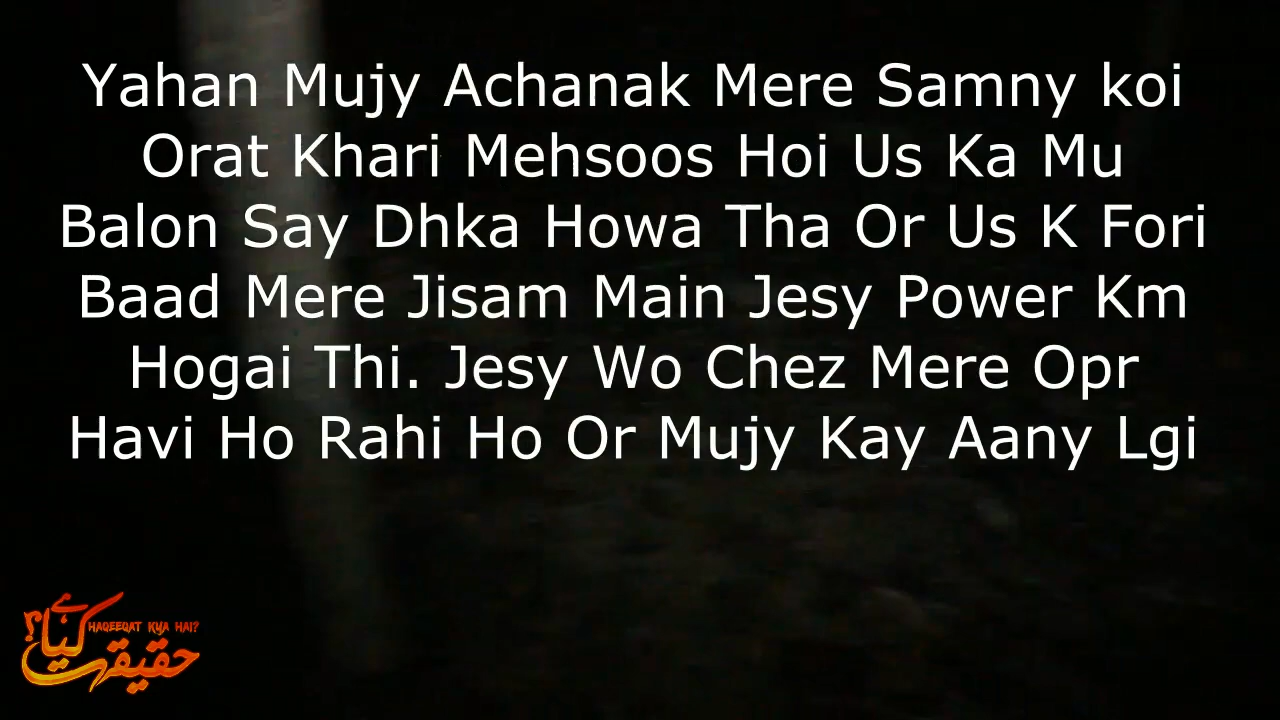 Yahan Mujy Achanak Mere Samny koi
Orat Khari Mehsoos Hoi Us Ka Mu
Balon Say Dhka Howa Tha Or Us K Fori
Baad Mere Jisam Main Jesy Power Km
Hogai Thi. Jesy Wo Chez Mere Opr
Havi Ho Rahi Ho Or Mujy Kay Aany Lgi
حقیقت کیا ہے؟
HAQEEQAT KYA HAI?